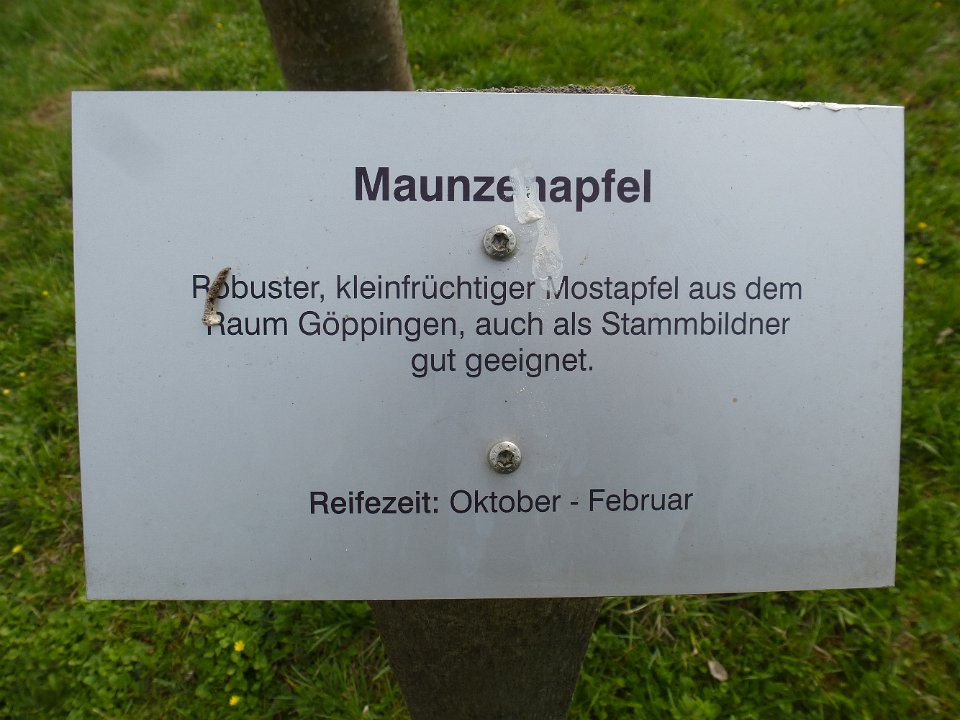 Maunzenapfel
Robuster, kleinfrüchtiger Mostapfel aus dem
Raum Göppingen, auch als Stammbildner
gut geeignet.
Reifezeit: Oktober - Februar